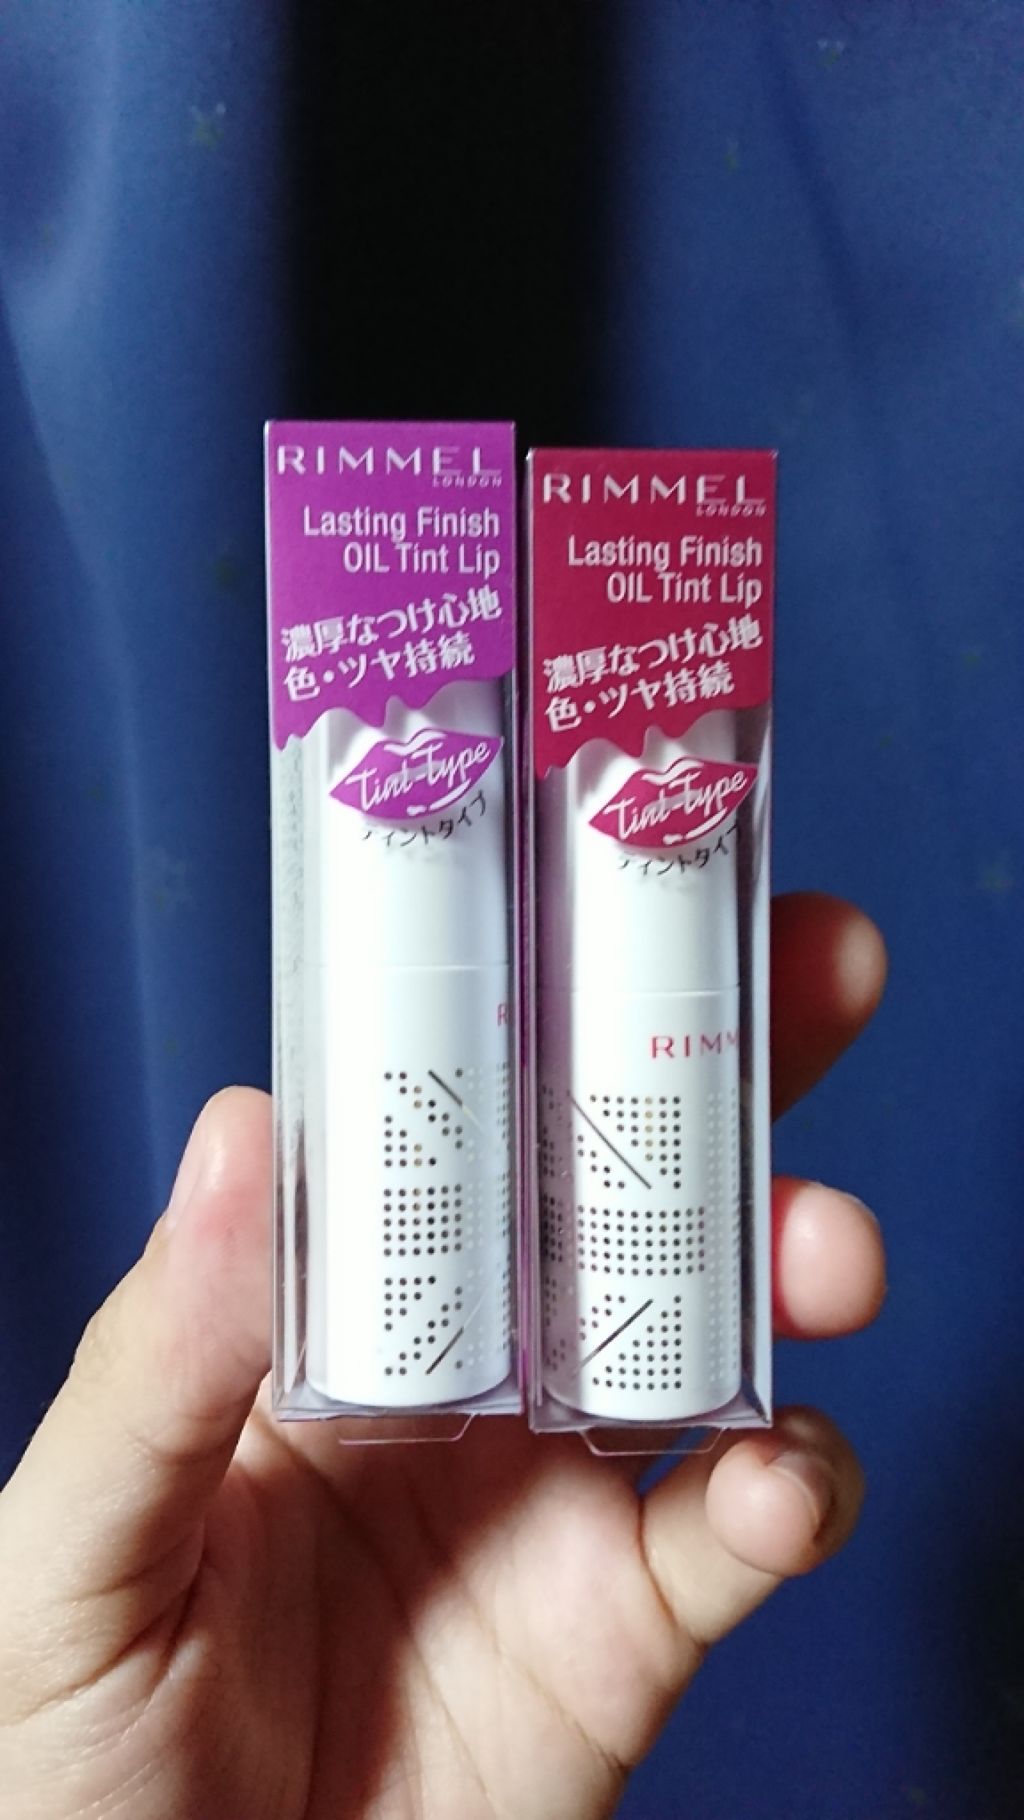 RIMMEL
LONDON
Lasting Finish
OIL Tint Lip
濃厚なつけ心地
色・ツヤ持続
Tint-Type
ティントタイプ
R
RIMMEL
LONDON
Lasting Finish
OIL Tint Lip
濃厚なつけ心地
色・ツヤ持続
Tint-Type
ティントタイプ
RIMM